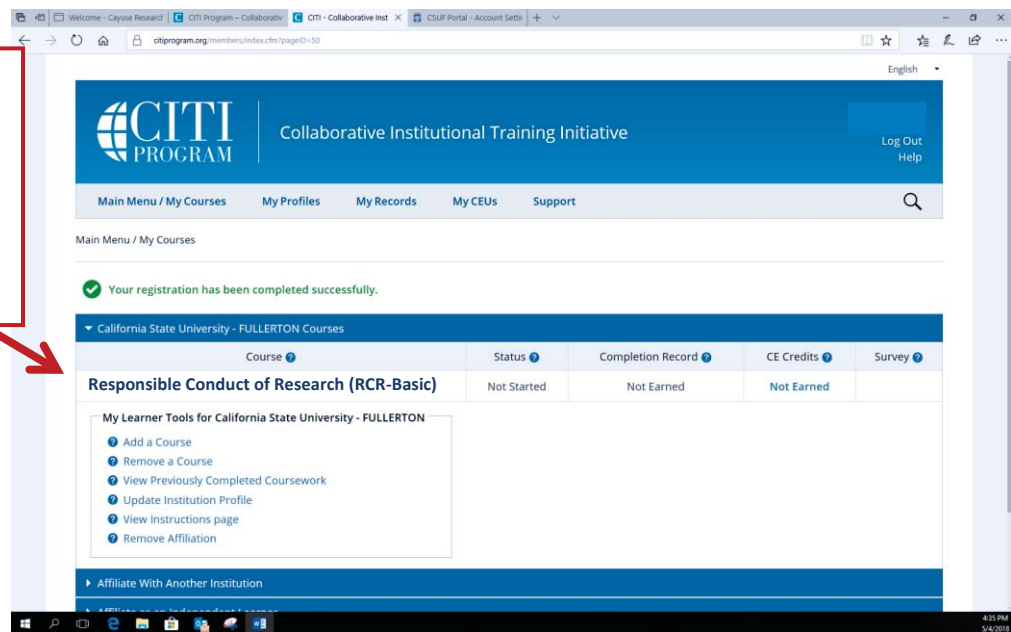 Welcome - Cayuse Research
CITI Program – Collaborativ
CITI - Collaborative Inst
CSUF Portal - Account Setti
citiprogram.org/members/index.cfm?pageID=50
English
CITI PROGRAM
Collaborative Institutional Training Initiative
Log Out
Help
Main Menu / My Courses My Profiles My Records My CEUs Support
Main Menu / My Courses
Your registration has been completed successfully.
California State University - FULLERTON Courses
Course Status Completion Record CE Credits Survey
Responsible Conduct of Research (RCR-Basic) Not Started Not Earned Not Earned
My Learner Tools for California State University - FULLERTON
Add a Course
Remove a Course
View Previously Completed Coursework
Update Institution Profile
View Instructions page
Remove Affiliation
Affiliate With Another Institution
4:35 PM
5/4/2018